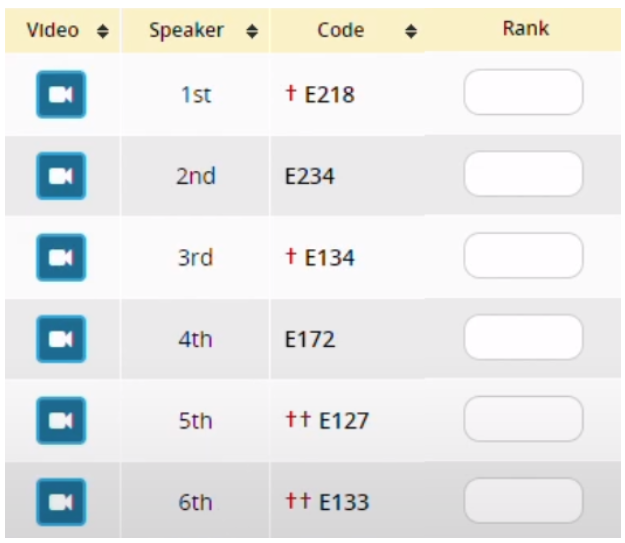 Video Speaker Code Rank
1st † E218
2nd E234
3rd † E134
4th E172
5th †† E127
6th †† E133